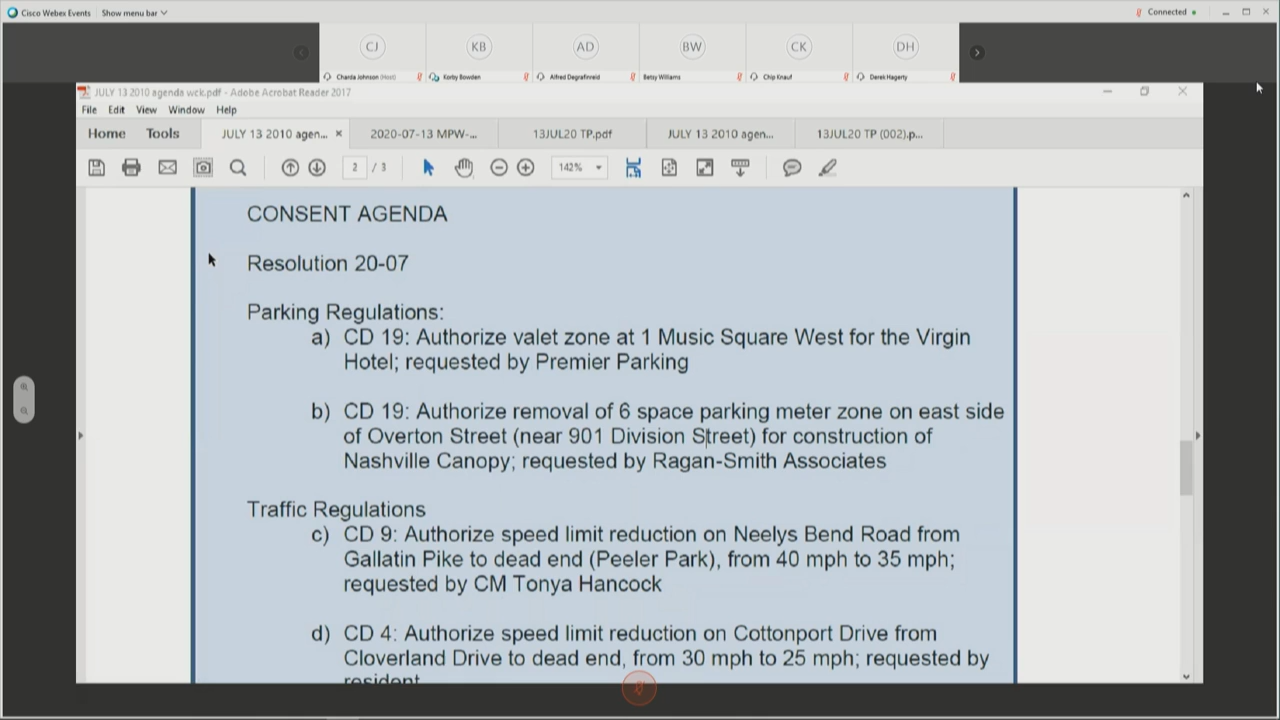 Cisco Webex Events Show menu bar Connected
CJ KB AD BW CK DH
Charda Johnson (Host) Korby Bowden Alfred Degrafinreid Betsy Williams Chip Knauf Derek Hagerty
JULY 13 2010 agenda wck.pdf - Adobe Acrobat Reader 2017
File Edit View Window Help
Home Tools JULY 13 2010 agen... × 2020-07-13 MPW-... 13JUL20 TP.pdf JULY 13 2010 agen... 13JUL20 TP (002).p...
2 / 3 142%
CONSENT AGENDA
Resolution 20-07
Parking Regulations:
a) CD 19: Authorize valet zone at 1 Music Square West for the Virgin
Hotel; requested by Premier Parking
b) CD 19: Authorize removal of 6 space parking meter zone on east side
of Overton Street (near 901 Division Street) for construction of
Nashville Canopy; requested by Ragan-Smith Associates
Traffic Regulations
c) CD 9: Authorize speed limit reduction on Neelys Bend Road from
Gallatin Pike to dead end (Peeler Park), from 40 mph to 35 mph;
requested by CM Tonya Hancock
d) CD 4: Authorize speed limit reduction on Cottonport Drive from
Cloverland Drive to dead end, from 30 mph to 25 mph; requested by
resident